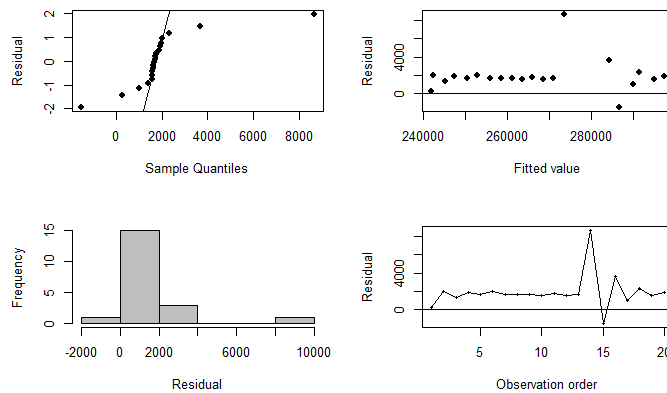 Residual
2
1
0
-1
-2
0 2000 4000 6000 8000
Sample Quantiles
Residual
4000
0
240000 260000 280000
Fitted value
Frequency
15
10
5
0
-2000 0 2000 6000 10000
Residual
Residual
4000
0
5 10 15 20
Observation order